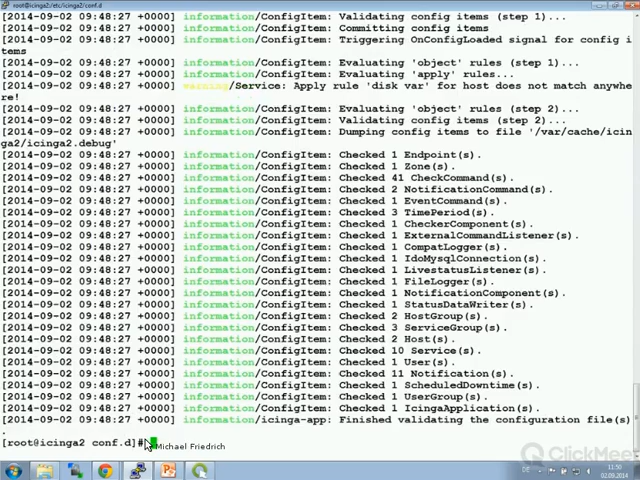 root@icinga2:/etc/icinga2/conf.d
[2014-09-02 09:48:27 +0000] information/ConfigItem: Validating config items (step 1)...
[2014-09-02 09:48:27 +0000] information/ConfigItem: Committing config items
[2014-09-02 09:48:27 +0000] information/ConfigItem: Triggering OnConfigLoaded signal for config i
tems
[2014-09-02 09:48:27 +0000] information/ConfigItem: Evaluating 'object' rules (step 1)...
[2014-09-02 09:48:27 +0000] information/ConfigItem: Evaluating 'apply' rules...
[2014-09-02 09:48:27 +0000] warning/Service: Apply rule 'disk var' for host does not match anywhe
re!
[2014-09-02 09:48:27 +0000] information/ConfigItem: Evaluating 'object' rules (step 2)...
[2014-09-02 09:48:27 +0000] information/ConfigItem: Validating config items (step 2)...
[2014-09-02 09:48:27 +0000] information/ConfigItem: Dumping config items to file '/var/cache/icin
ga2/icinga2.debug'
[2014-09-02 09:48:27 +0000] information/ConfigItem: Checked 1 Endpoint(s).
[2014-09-02 09:48:27 +0000] information/ConfigItem: Checked 1 Zone(s).
[2014-09-02 09:48:27 +0000] information/ConfigItem: Checked 41 CheckCommand(s).
[2014-09-02 09:48:27 +0000] information/ConfigItem: Checked 2 NotificationCommand(s).
[2014-09-02 09:48:27 +0000] information/ConfigItem: Checked 1 EventCommand(s).
[2014-09-02 09:48:27 +0000] information/ConfigItem: Checked 3 TimePeriod(s).
[2014-09-02 09:48:27 +0000] information/ConfigItem: Checked 1 CheckerComponent(s).
[2014-09-02 09:48:27 +0000] information/ConfigItem: Checked 1 ExternalCommandListener(s).
[2014-09-02 09:48:27 +0000] information/ConfigItem: Checked 1 CompatLogger(s).
[2014-09-02 09:48:27 +0000] information/ConfigItem: Checked 1 IdoMysqlConnection(s).
[2014-09-02 09:48:27 +0000] information/ConfigItem: Checked 1 LivestatusListener(s).
[2014-09-02 09:48:27 +0000] information/ConfigItem: Checked 1 FileLogger(s).
[2014-09-02 09:48:27 +0000] information/ConfigItem: Checked 1 NotificationComponent(s).
[2014-09-02 09:48:27 +0000] information/ConfigItem: Checked 1 StatusDataWriter(s).
[2014-09-02 09:48:27 +0000] information/ConfigItem: Checked 2 HostGroup(s).
[2014-09-02 09:48:27 +0000] information/ConfigItem: Checked 3 ServiceGroup(s).
[2014-09-02 09:48:27 +0000] information/ConfigItem: Checked 2 Host(s).
[2014-09-02 09:48:27 +0000] information/ConfigItem: Checked 10 Service(s).
[2014-09-02 09:48:27 +0000] information/ConfigItem: Checked 1 User(s).
[2014-09-02 09:48:27 +0000] information/ConfigItem: Checked 11 Notification(s).
[2014-09-02 09:48:27 +0000] information/ConfigItem: Checked 1 ScheduledDowntime(s).
[2014-09-02 09:48:27 +0000] information/ConfigItem: Checked 1 UserGroup(s).
[2014-09-02 09:48:27 +0000] information/ConfigItem: Checked 1 IcingaApplication(s).
[2014-09-02 09:48:27 +0000] information/icinga-app: Finished validating the configuration file(s)
.
[root@icinga2 conf.d]#
Michael Friedrich
ClickMeeting
DE
11:50
02.09.2014